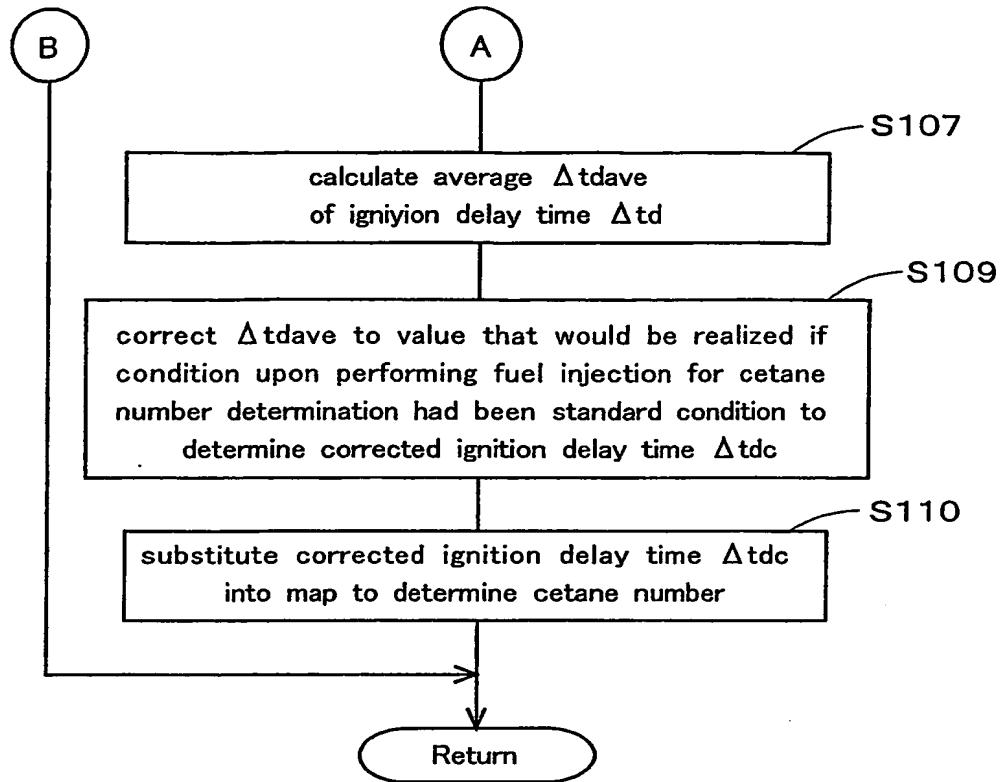 B
A
S107
calculate average Δtdave
of igniyion delay time Δtd
S109
correct Δtdave to value that would be realized if
condition upon performing fuel injection for cetane
number determination had been standard condition to
determine corrected ignition delay time Δtdc
S110
substitute corrected ignition delay time Δtdc
into map to determine cetane number
Return